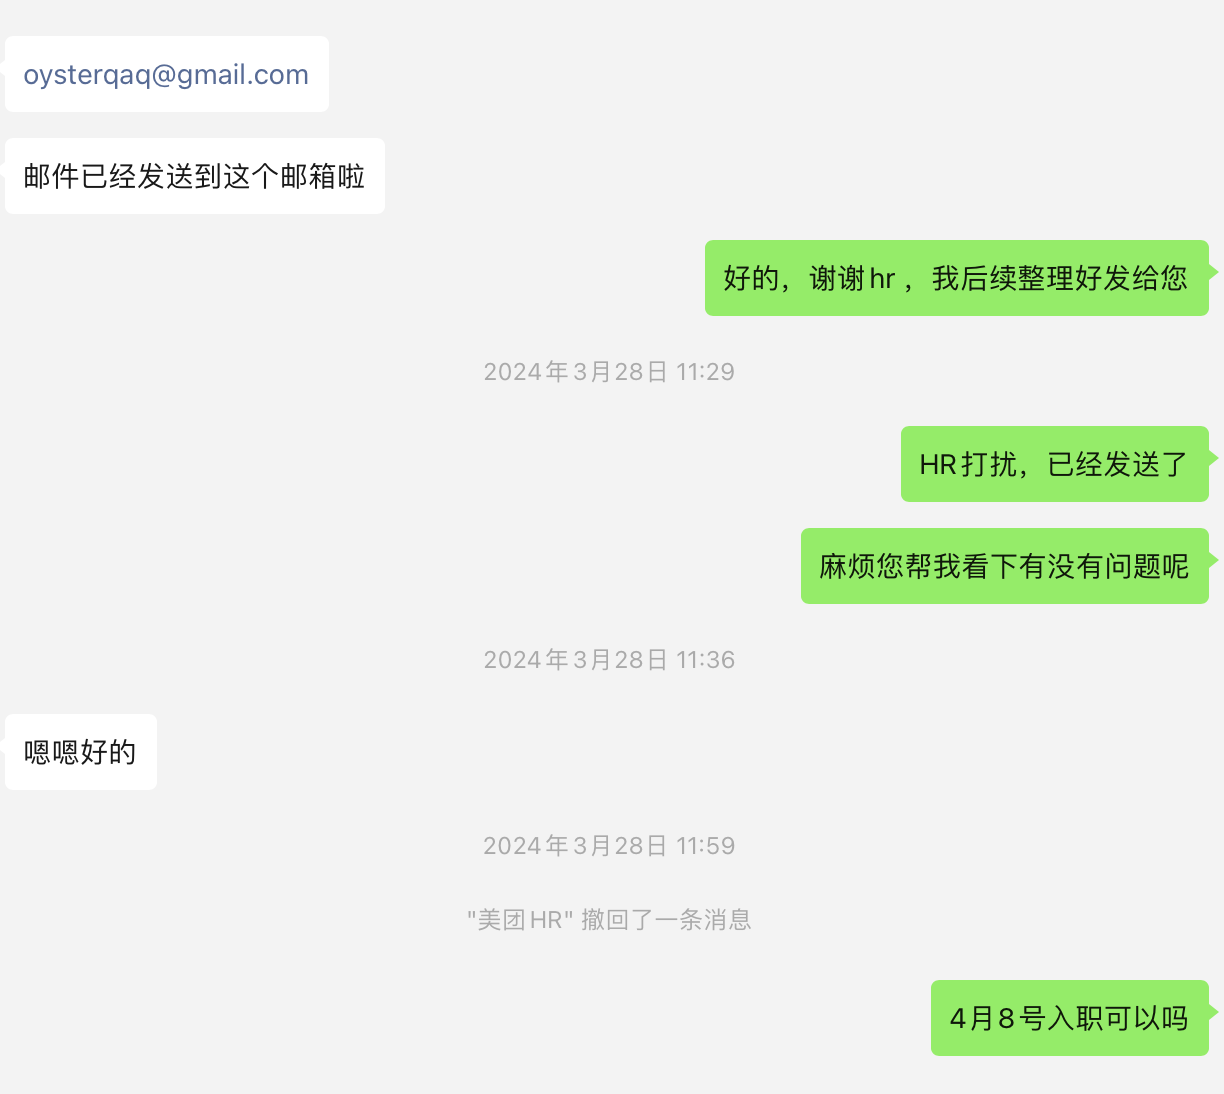 oysterqaq@gmail.com
邮件已经发送到这个邮箱啦
好的，谢谢hr ，我后续整理好发给您
2024年3月28日 11:29
HR打扰，已经发送了
麻烦您帮我看下有没有问题呢
2024年3月28日 11:36
嗯嗯好的
2024年3月28日 11:59
"美团HR" 撤回了一条消息
4月8号入职可以吗